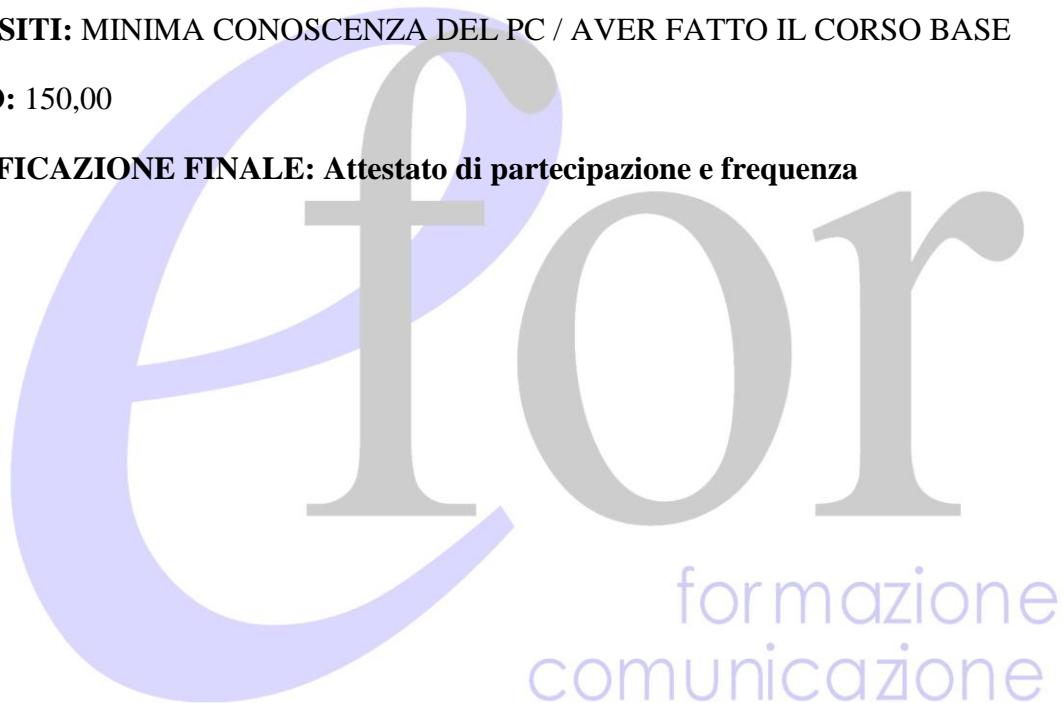 SITI: MINIMA CONOSCENZA DEL PC / AVER FATTO IL CORSO BASE
: 150,00
FICAZIONE FINALE: Attestato di partecipazione e frequenza
efor
formazione
comunicazione